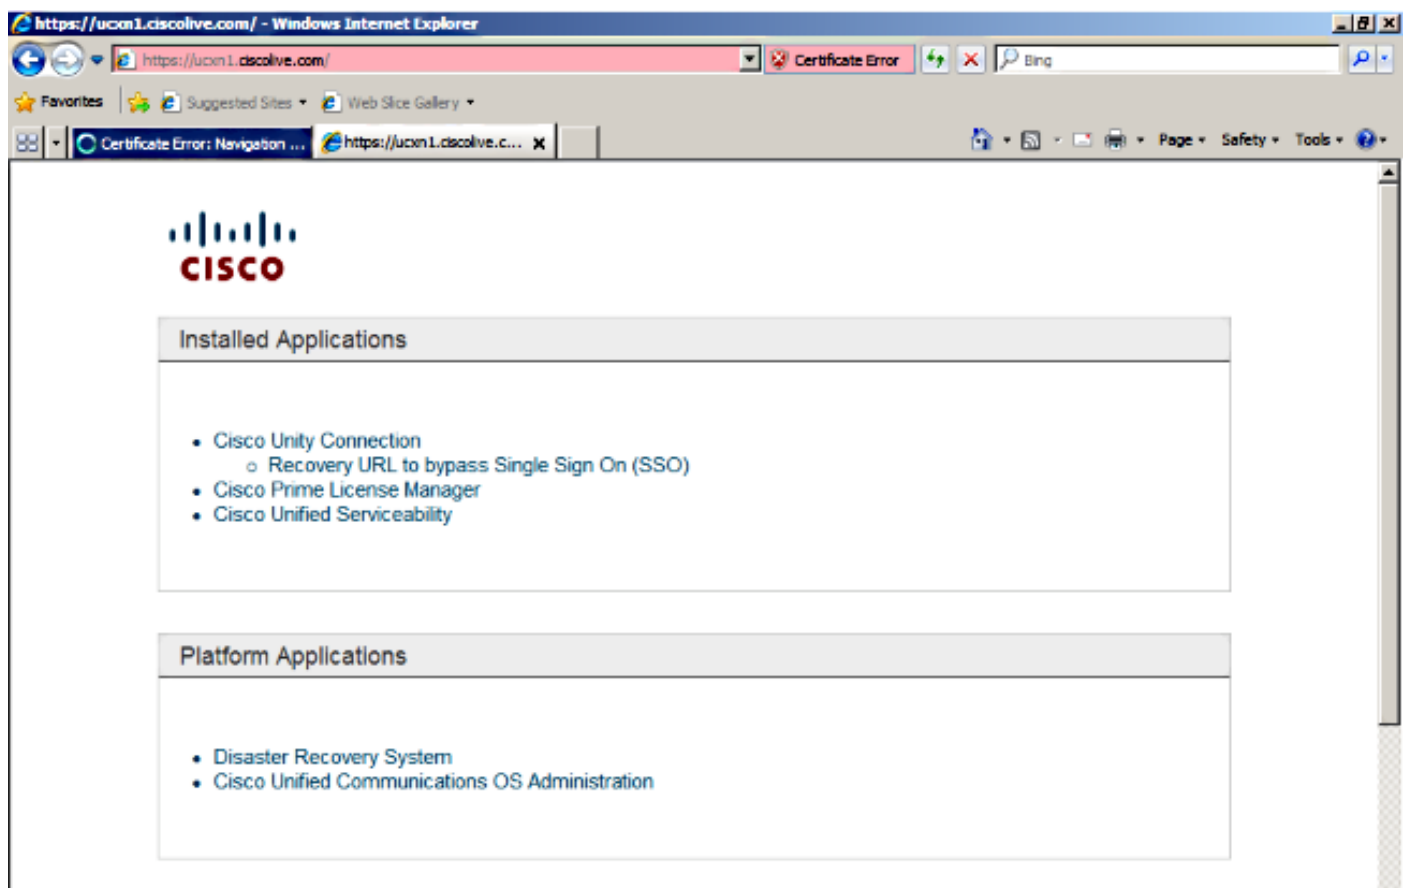 https://ucxn1.ciscolive.com/ - Windows Internet Explorer
https://ucxn1.ciscolive.com/ Certificate Error Bing
Favorites Suggested Sites Web Slice Gallery
Certificate Error: Navigation ... https://ucxn1.ciscolive.c... Page Safety Tools
CISCO
Installed Applications
Cisco Unity Connection
Recovery URL to bypass Single Sign On (SSO)
Cisco Prime License Manager
Cisco Unified Serviceability
Platform Applications
Disaster Recovery System
Cisco Unified Communications OS Administration